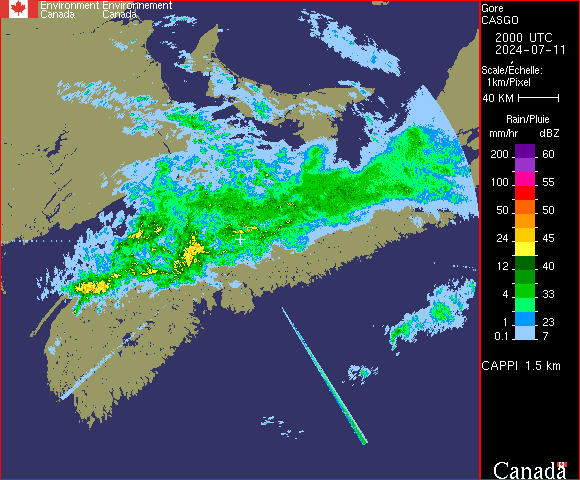 Environment Environnement
Canada Canada
Gore
CASGO
2000 UTC
2024-07-11
Scale/Échelle:
1km/Pixel
40 KM
Rain/Pluie
mm/hr dBZ
200 60
100 55
50 50
24 45
12 40
4 33
1 23
0.1 7
CAPPI 1.5 km
Canada